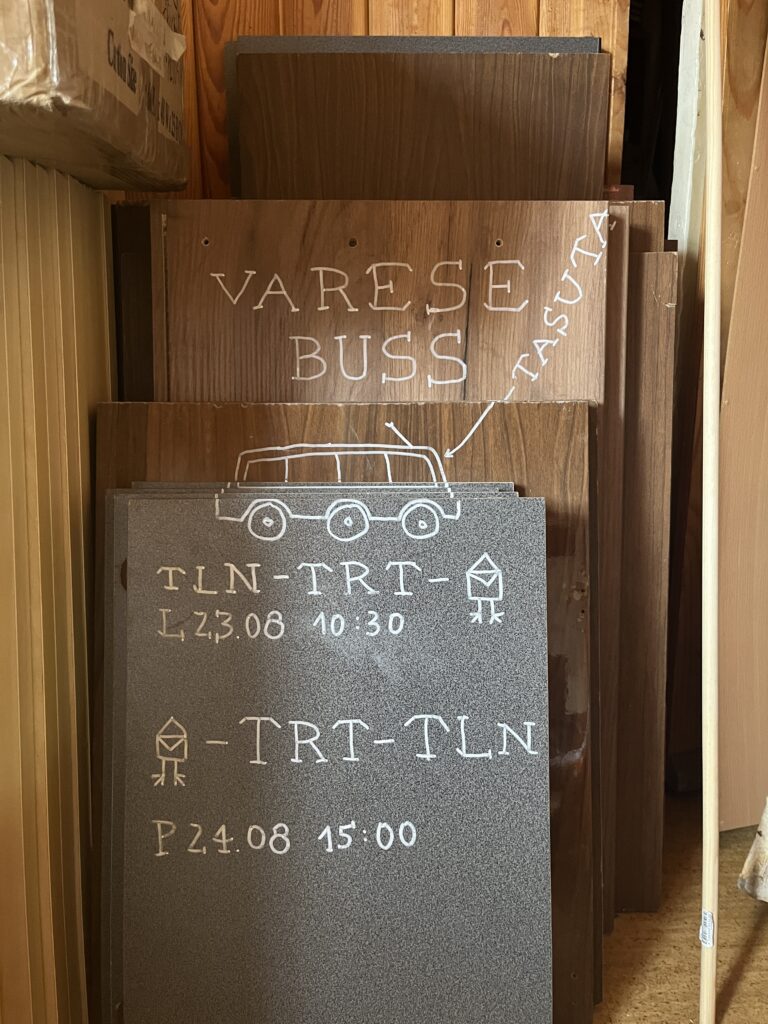 VARESE
BUSS
TASUTA
TLN-TRT-
L 23.08 10:30
-TRT-TLN
P 24.08 15:00